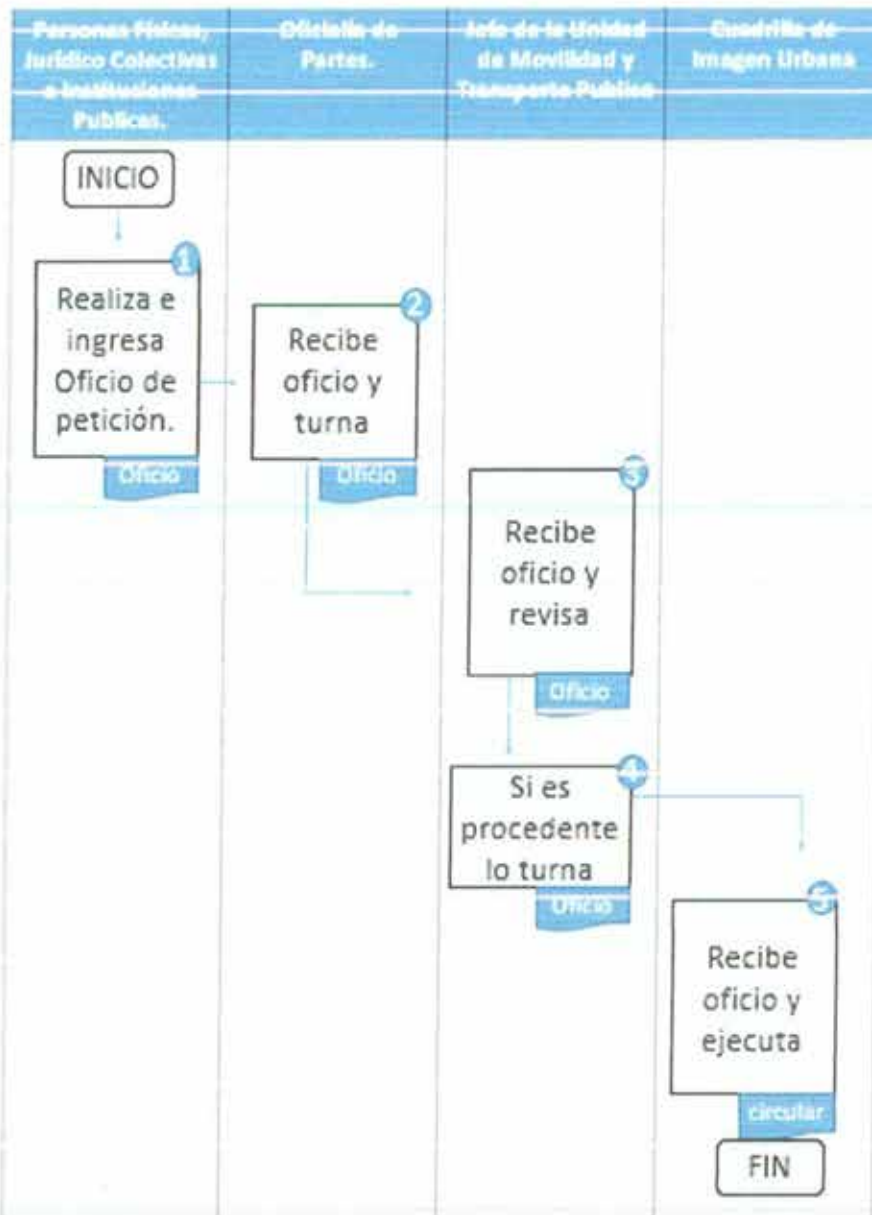 Personas Físicas,
Jurídico Colectivas
e Instituciones
Publicas.
Oficialía de
Partes.
Jefe de la Unidad
de Movilidad y
Transporte Publico
Cuadrilla de
Imagen Urbana
INICIO
1
Realiza e
ingresa
Oficio de
petición.
Oficio
2
Recibe
oficio y
turna
Oficio
3
Recibe
oficio y
revisa
Oficio
4
Si es
procedente
lo turna
Oficio
5
Recibe
oficio y
ejecuta
circular
FIN